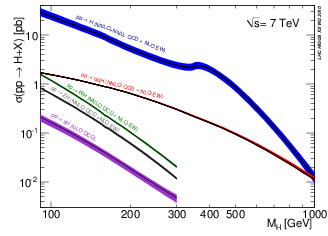 √s= 7 TeV
LHC HIGGS XS WG 2010
σ(pp → H+X) [pb]
10
1
10⁻¹
10⁻²
pp → H (NNLO+NNLL QCD + NLO EW)
pp → qqH (NNLO QCD + NLO EW)
pp → WH (NNLO QCD + NLO EW)
pp → ZH (NNLO QCD + NLO EW)
pp → ttH (NLO QCD)
100 200 300 400 500 1000
M_H [GeV]